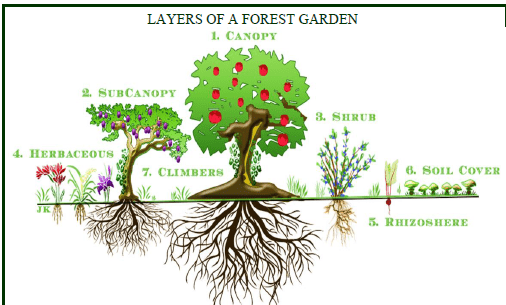 LAYERS OF A FOREST GARDEN
1. CANOPY
2. SUBCANOPY
3. SHRUB
4. HERBACEOUS
7. CLIMBERS
6. SOIL COVER
JK
5. RHIZOSHERE